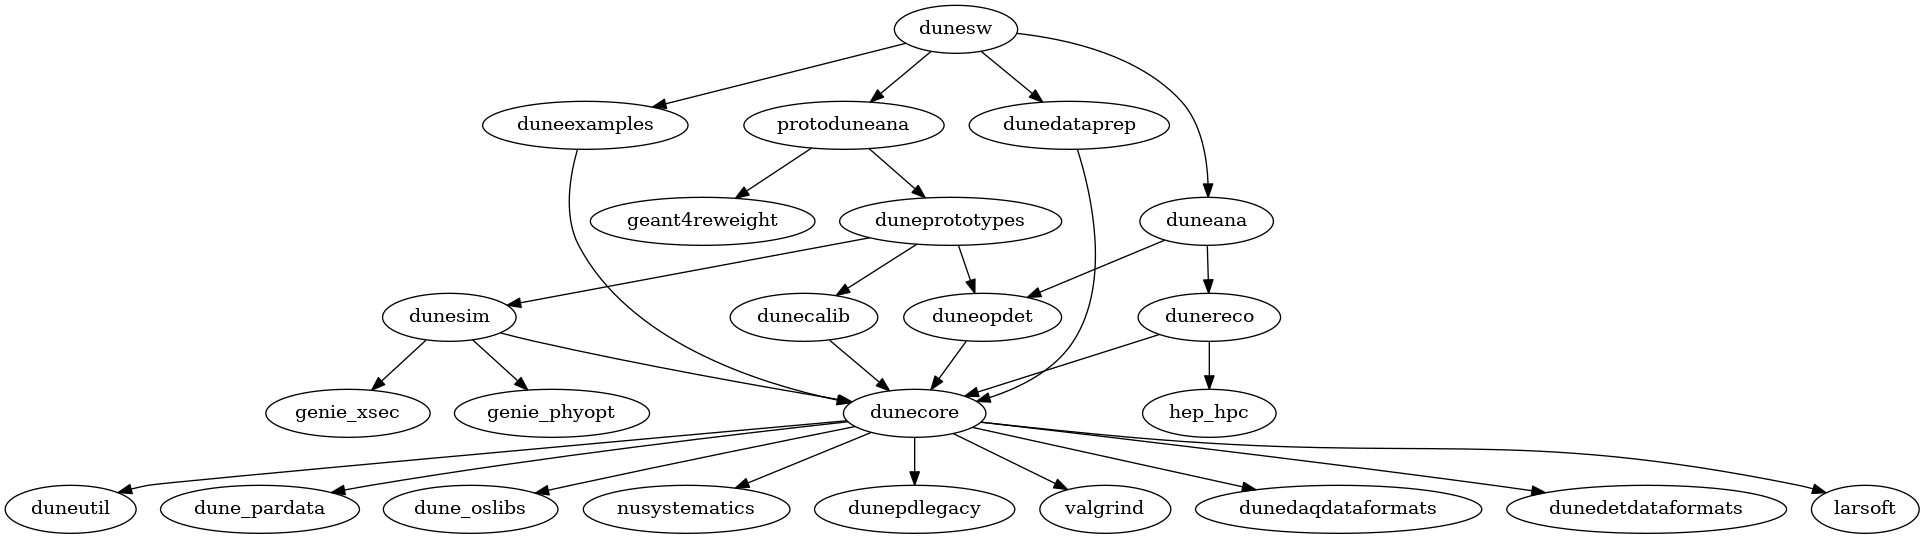 dunesw
duneexamples
protoduneana
dunedataprep
geant4reweight
duneprototypes
duneana
dunesim
dunecalib
duneopdet
dunereco
genie_xsec
genie_phyopt
dunecore
hep_hpc
duneutil
dune_pardata
dune_oslibs
nusystematics
dunepdlegacy
valgrind
dunedaqdataformats
dunedetdataformats
larsoft